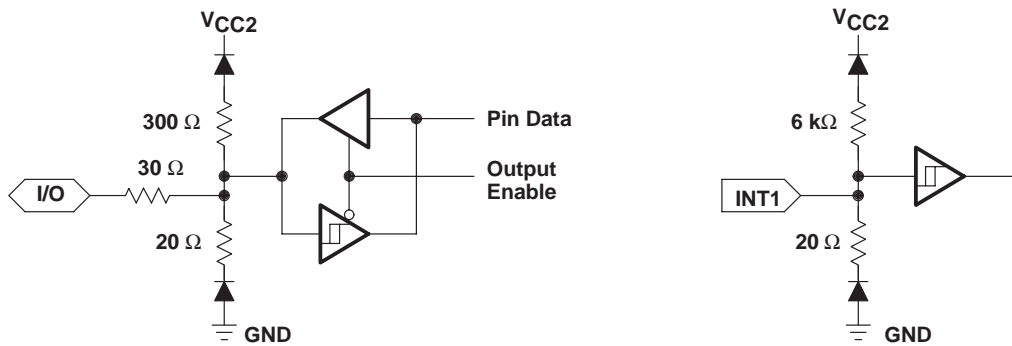 VCC2
300 Ω
30 Ω
I/O
20 Ω
GND
Pin Data
Output
Enable
VCC2
6 kΩ
INT1
20 Ω
GND